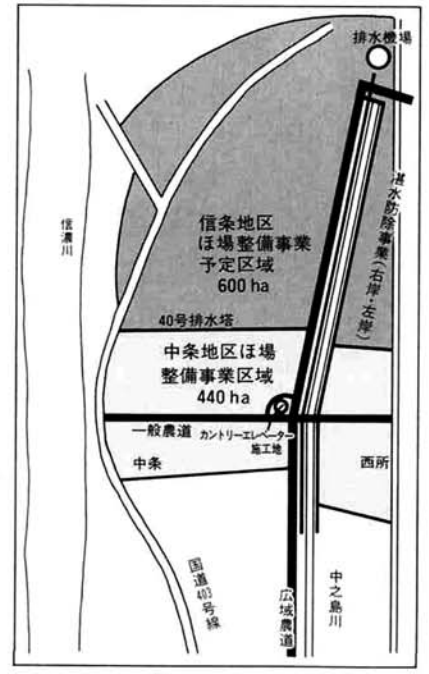 排水機場
湛水防除事業(右岸・左岸)
信濃川
信条地区
ほ場整備事業
予定区域
600 ha
40号排水塔
中条地区ほ場
整備事業区域
440 ha
一般農道
カントリーエレベーター
施工地
中条
西所
国道403号線
広域農道
中之島川